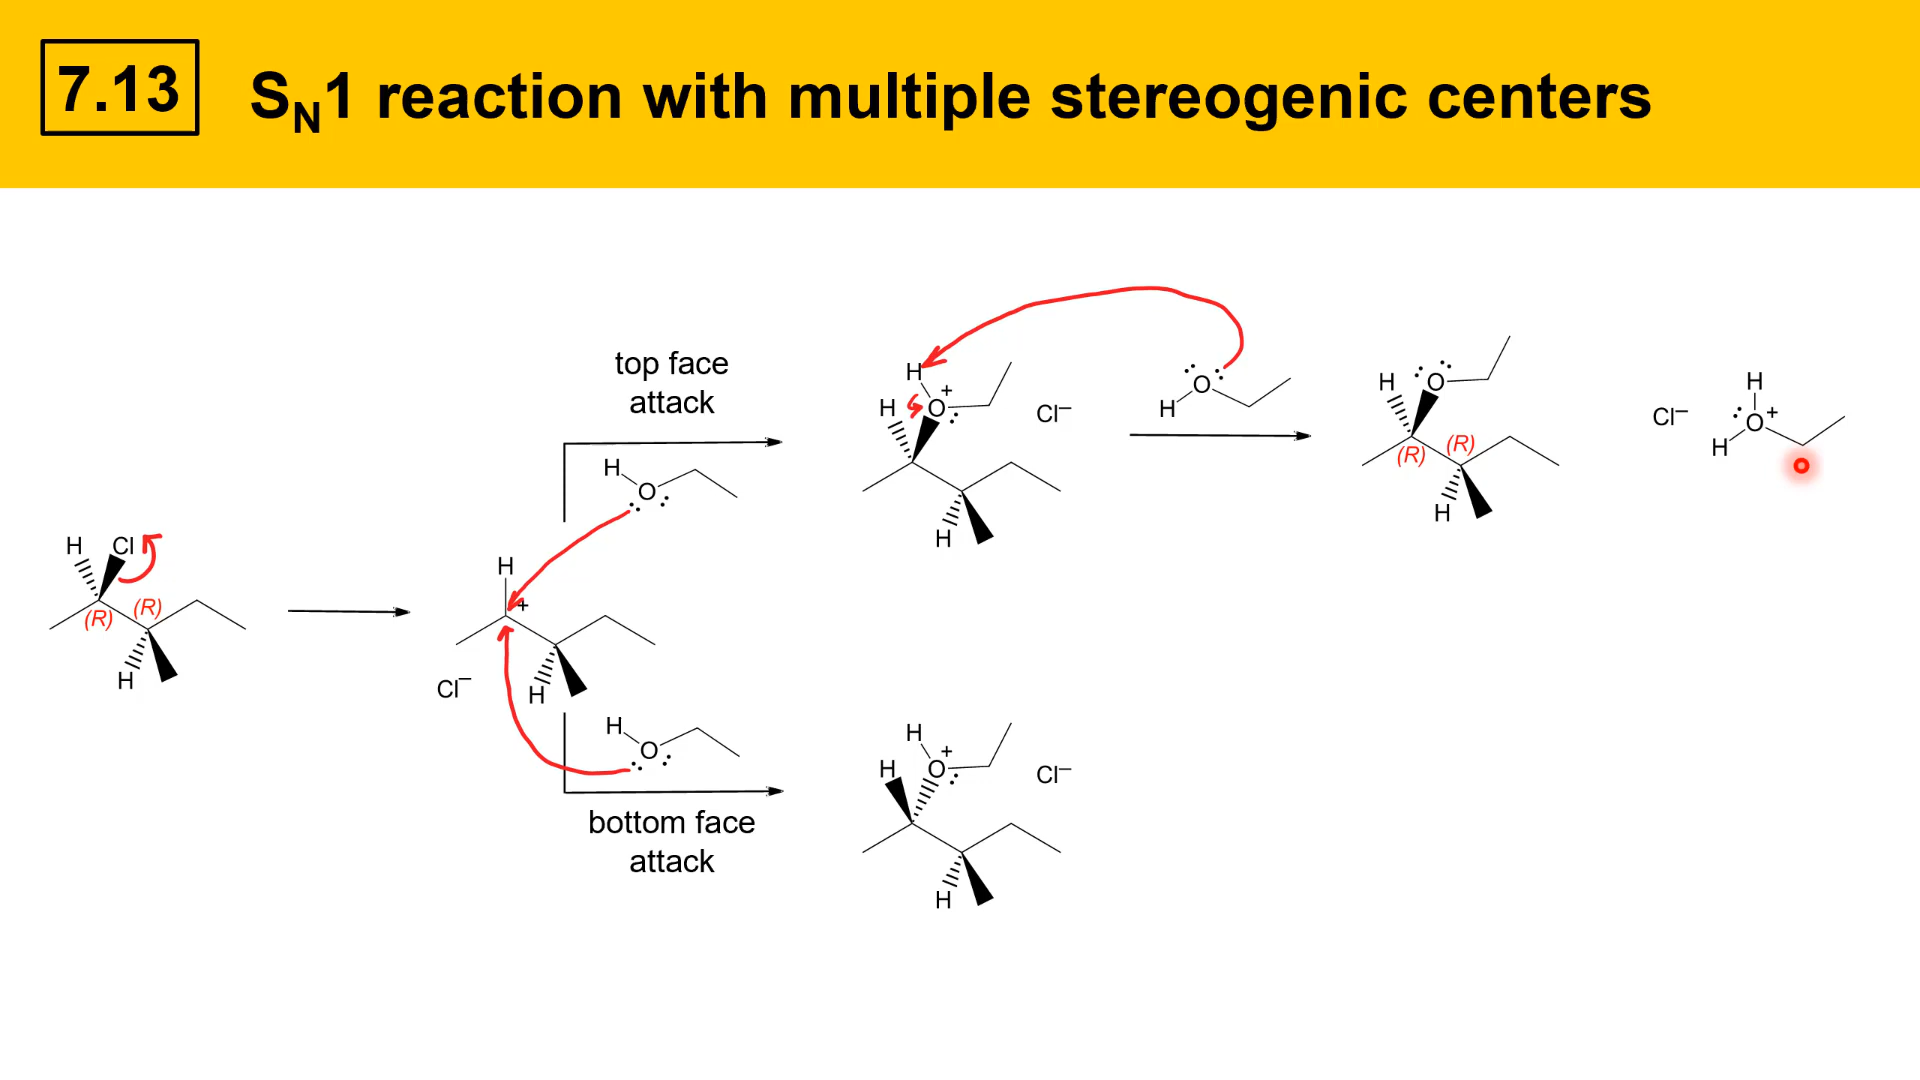 7.13
SN1 reaction with multiple stereogenic centers
top face
attack
H
O
+
H
Cl–
H
H
O
H O
(R) (R)
H
Cl–
H
O +
H
H
O
H Cl
(R) (R)
H
H
+
H
Cl–
H
O
bottom face
attack
H
O
+
H
Cl–
H